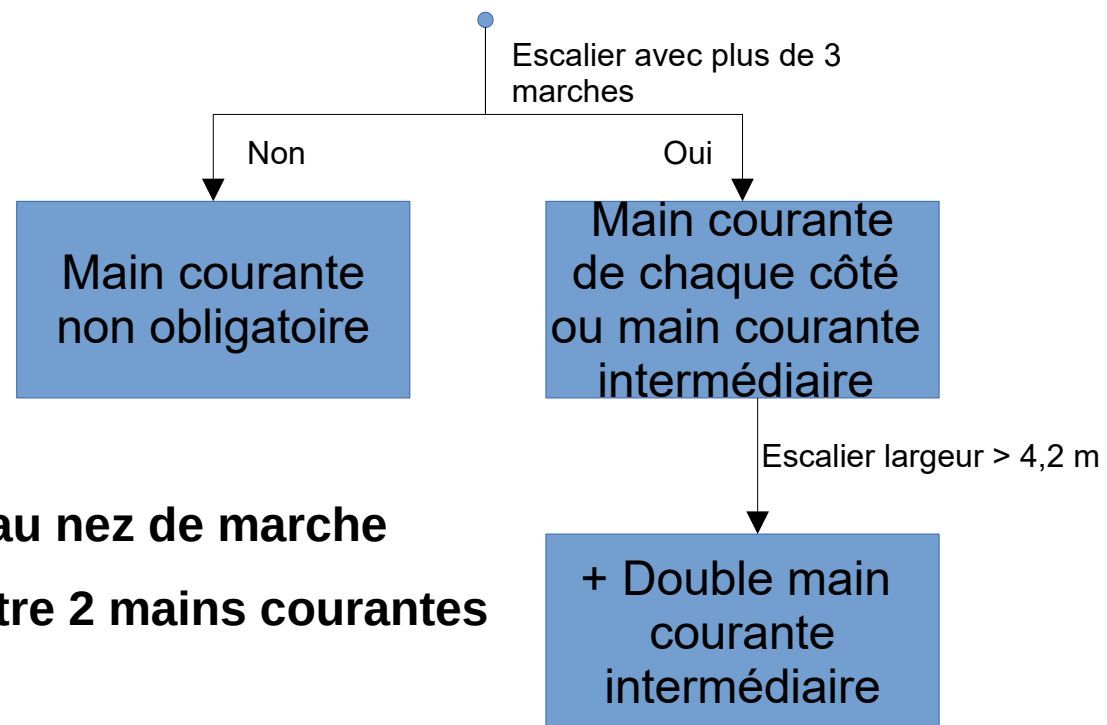 Escalier avec plus de 3
marches
Non
Oui
Main courante
non obligatoire
Main courante
de chaque côté
ou main courante
intermédiaire
Escalier largeur > 4,2 m
au nez de marche
tre 2 mains courantes
+ Double main
courante
intermédiaire